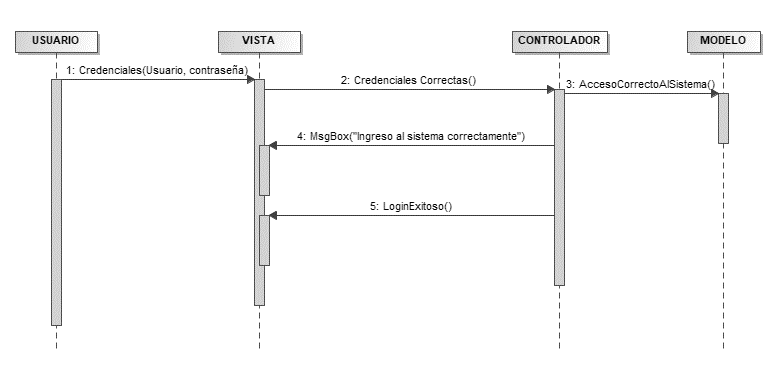 USUARIO
VISTA
CONTROLADOR
MODELO
1: Credenciales(Usuario, contraseña)
2: Credenciales Correctas()
3: AccesoCorrectoAlSistema()
4: MsgBox("Ingreso al sistema correctamente")
5: LoginExitoso()